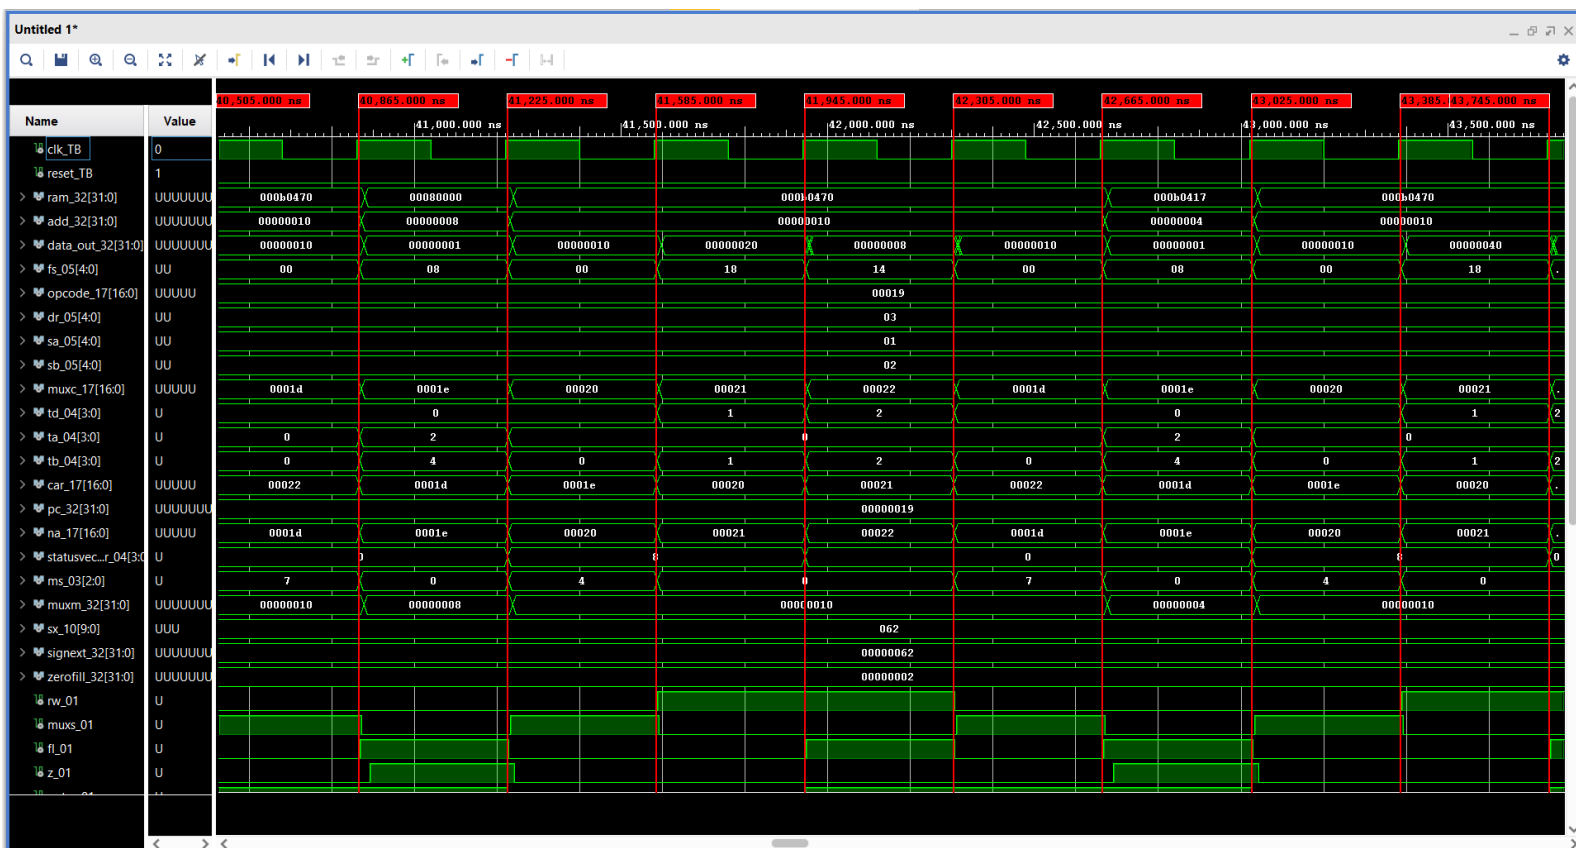 Untitled 1*
40,505.000 ns 40,865.000 ns 41,225.000 ns 41,585.000 ns 41,945.000 ns 42,305.000 ns 42,665.000 ns 43,025.000 ns 43,385. 43,745.000 ns
Name Value 41,000.000 ns 41,500.000 ns 42,000.000 ns 42,500.000 ns 43,000.000 ns 43,500.000 ns
clk_TB 0
reset_TB 1
ram_32[31:0] UUUUUUU 000b0470 00080000 000b0470 000b0417 000b0470
add_32[31:0] UUUUUUU 00000010 00000008 00000010 00000004 00000010
data_out_32[31:0] UUUUUUU 00000010 00000001 00000010 00000020 00000008 00000010 00000001 00000010 00000040
fs_05[4:0] UU 00 08 00 18 14 00 08 00 18 .
opcode_17[16:0] UUUUU 00019
dr_05[4:0] UU 03
sa_05[4:0] UU 01
sb_05[4:0] UU 02
muxc_17[16:0] UUUUU 0001d 0001e 00020 00021 00022 0001d 0001e 00020 00021 .
td_04[3:0] U 0 1 2 0 1 2
ta_04[3:0] U 0 2 0 2 0
tb_04[3:0] U 0 4 0 1 2 0 4 0 1 2
car_17[16:0] UUUUU 00022 0001d 0001e 00020 00021 00022 0001d 0001e 00020 .
pc_32[31:0] UUUUUUU 00000019
na_17[16:0] UUUUU 0001d 0001e 00020 00021 00022 0001d 0001e 00020 00021 .
statusvec...r_04[3:0 U 0 8 0 8 0
ms_03[2:0] U 7 0 4 0 7 0 4 0
muxm_32[31:0] UUUUUUU 00000010 00000008 00000010 00000004 00000010
sx_10[9:0] UUU 062
signext_32[31:0] UUUUUUU 00000062
zerofill_32[31:0] UUUUUUU 00000002
rw_01 U
muxs_01 U
fl_01 U
z_01 U